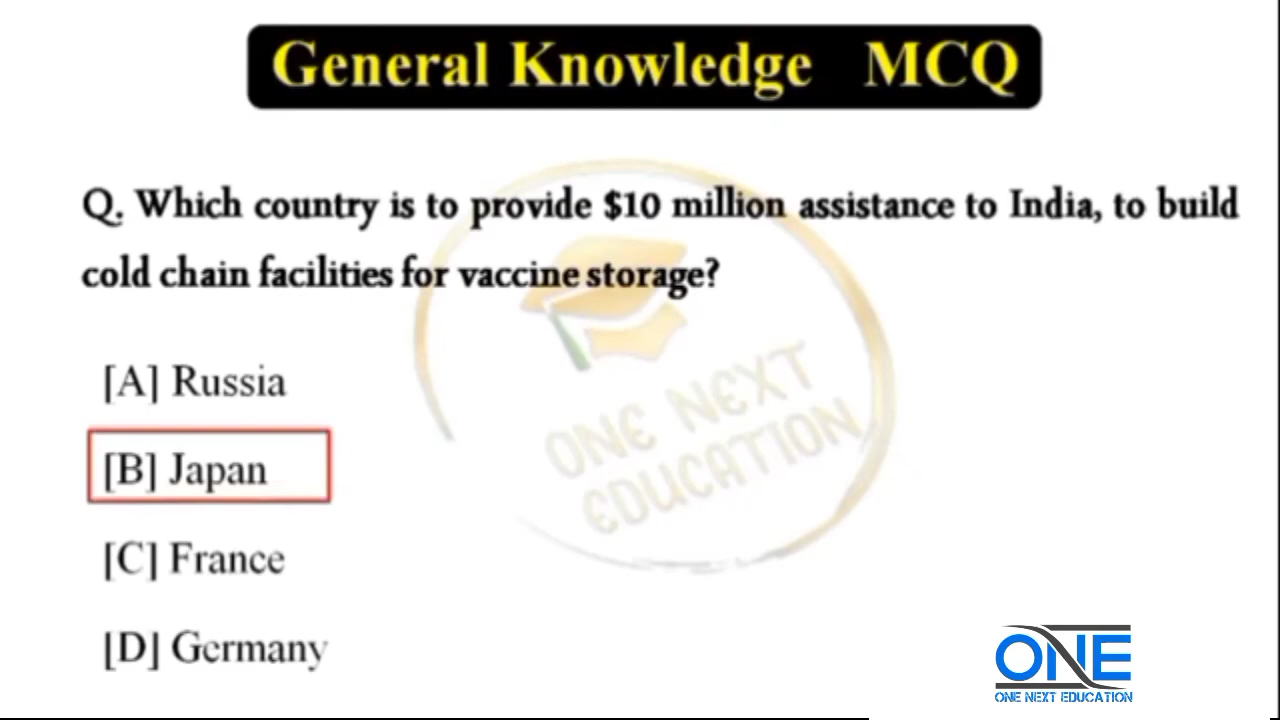 General Knowledge MCQ
Q. Which country is to provide $10 million assistance to India, to build
cold chain facilities for vaccine storage?
[A] Russia
[B] Japan
[C] France
[D] Germany
ONE NEXT
EDUCATION
ONE
ONE NEXT EDUCATION